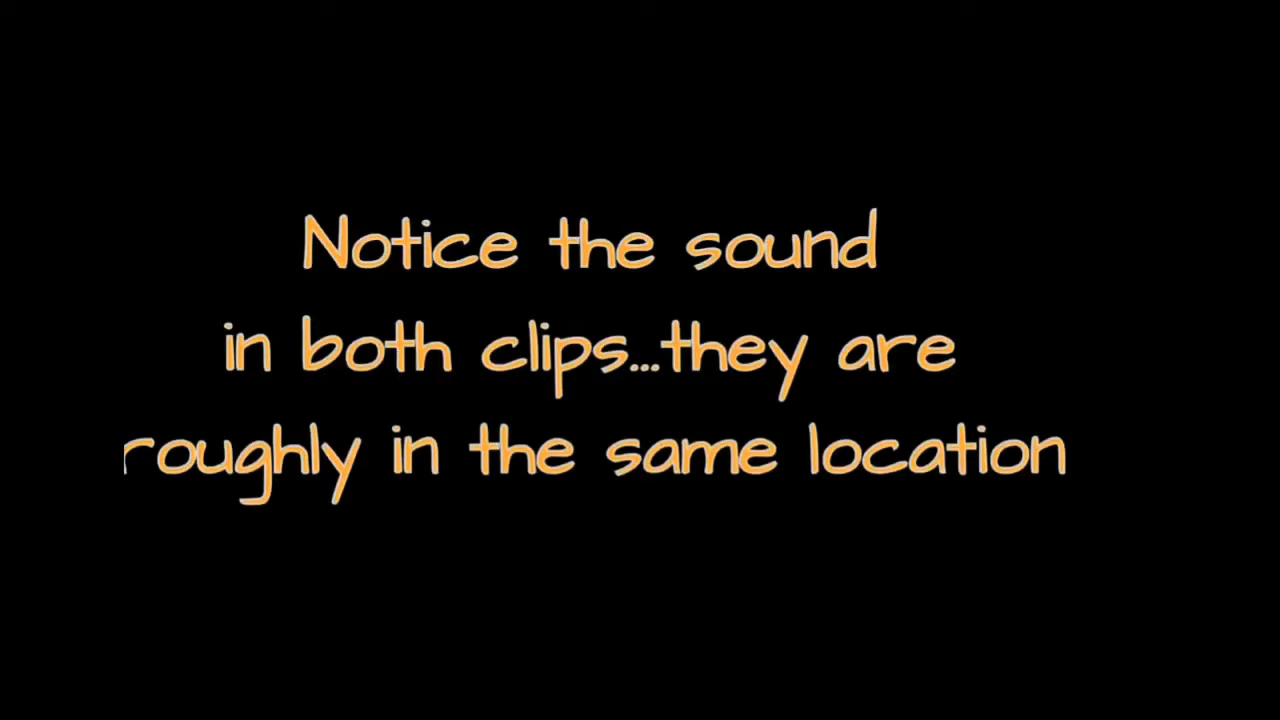 Notice the sound
in both clips...they are
roughly in the same location